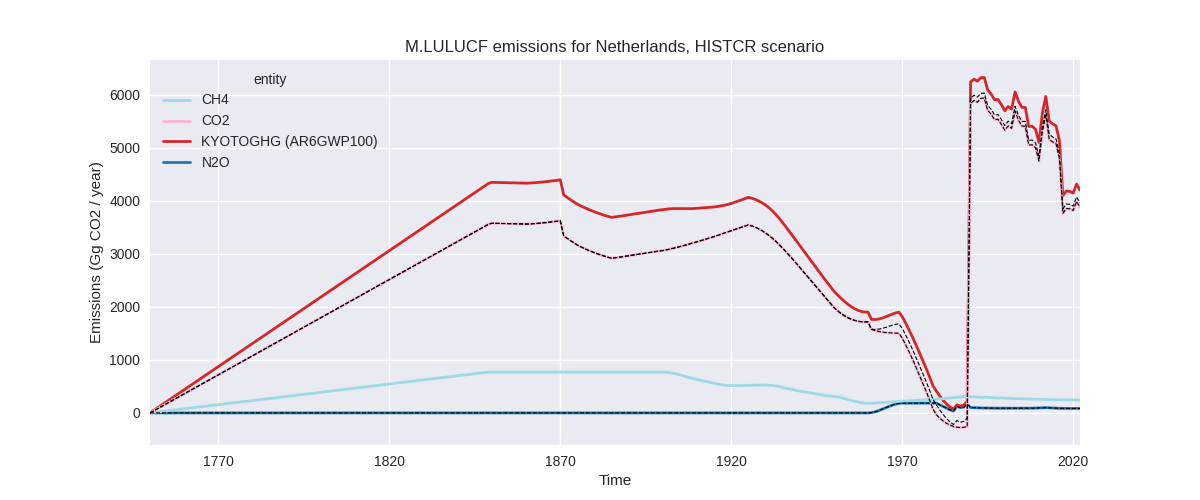 M.LULUCF emissions for Netherlands, HISTCR scenario
entity
CH4
CO2
KYOTOGHG (AR6GWP100)
N2O
Emissions (Gg CO2 / year)
6000
5000
4000
3000
2000
1000
0
1770
1820
1870
1920
1970
2020
Time